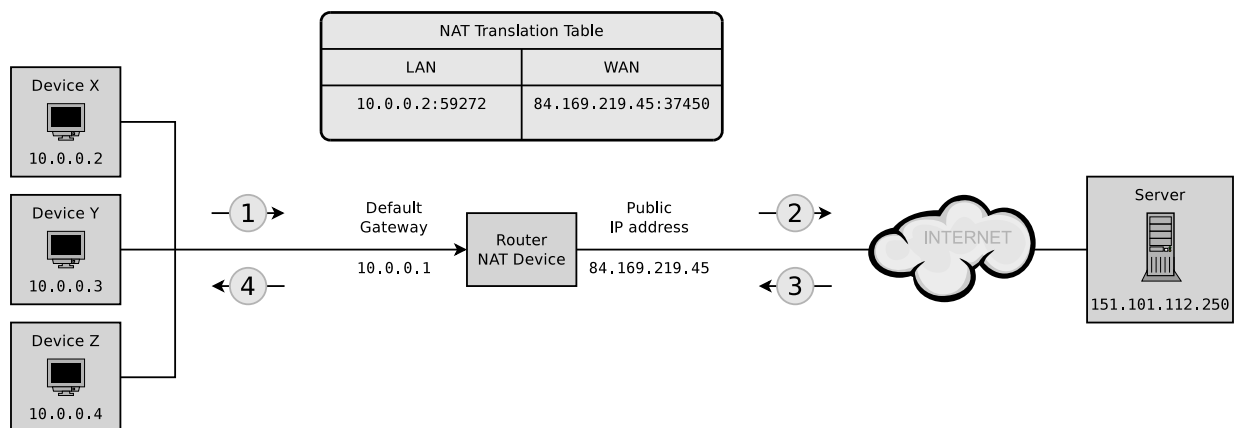 NAT Translation Table
LAN WAN
10.0.0.2:59272 84.169.219.45:37450
Device X
10.0.0.2
Device Y
10.0.0.3
Device Z
10.0.0.4
1
4
Default
Gateway
10.0.0.1
Router
NAT Device
Public
IP address
84.169.219.45
2
3
INTERNET
Server
151.101.112.250